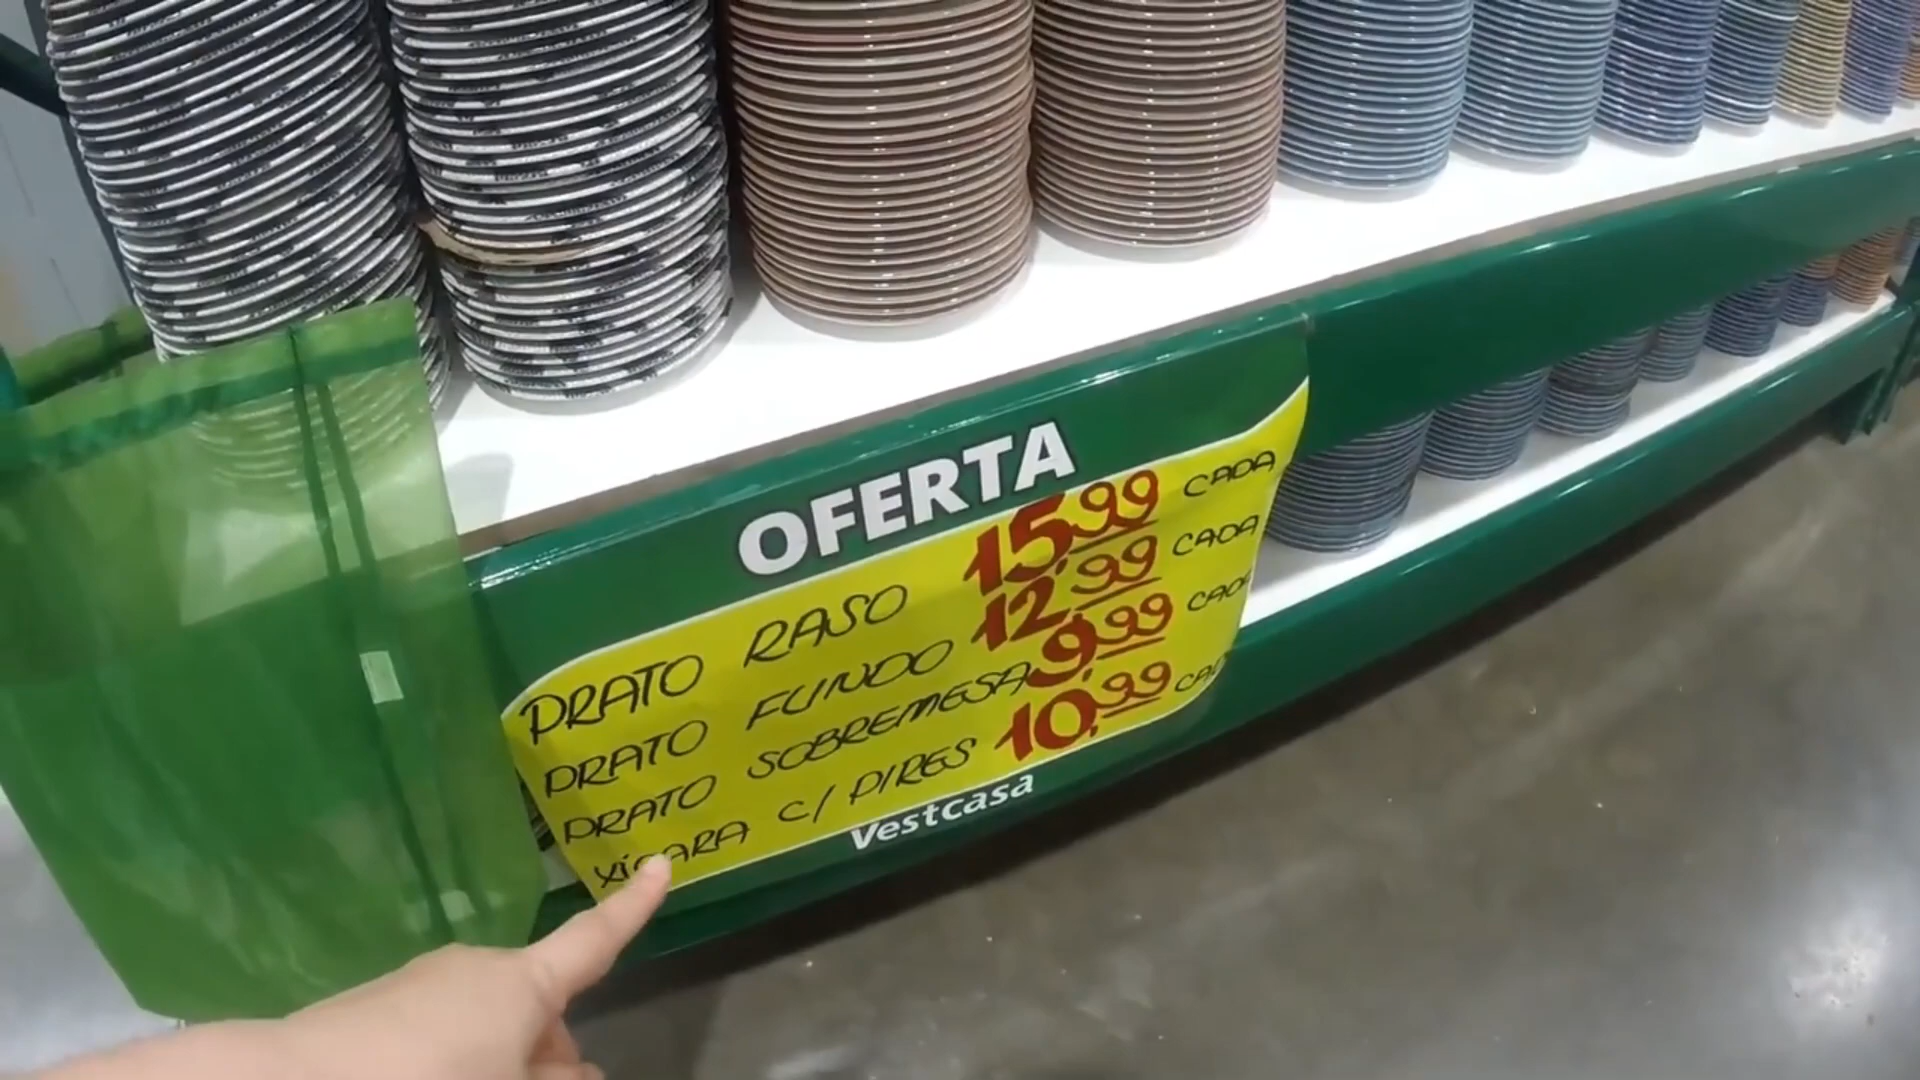 OFERTA
PRATO RASO 15,99 CADA
PRATO FUNDO 12,99 CADA
PRATO SOBREMESA 9,99 CADA
XÍCARA C/ PIRES 10,99
Vestcasa